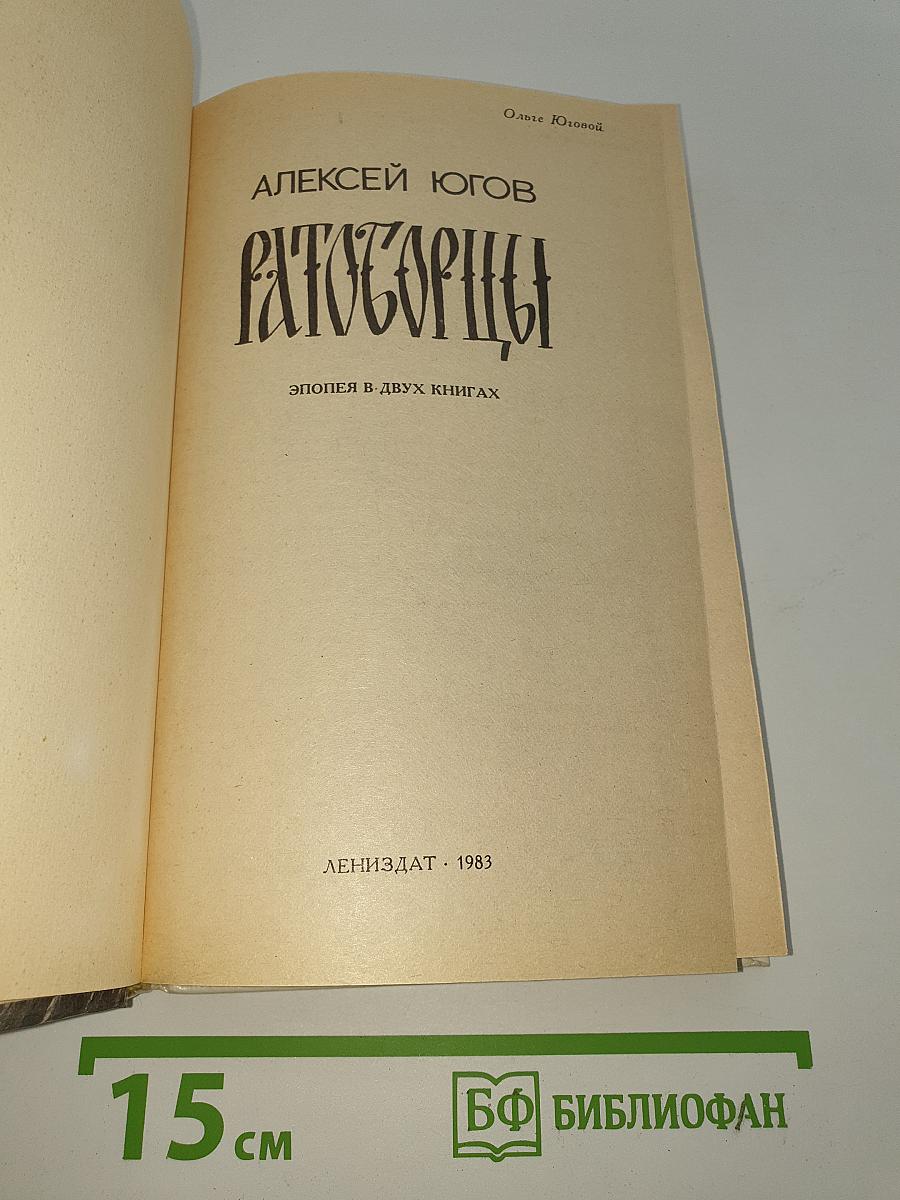 Ольге Юговой
АЛЕКСЕЙ ЮГОВ
РАТОБОРЦЫ
ЭПОПЕЯ В ДВУХ КНИГАХ
ЛЕНИЗДАТ · 1983
15 см
БФ БИБЛИОФАН